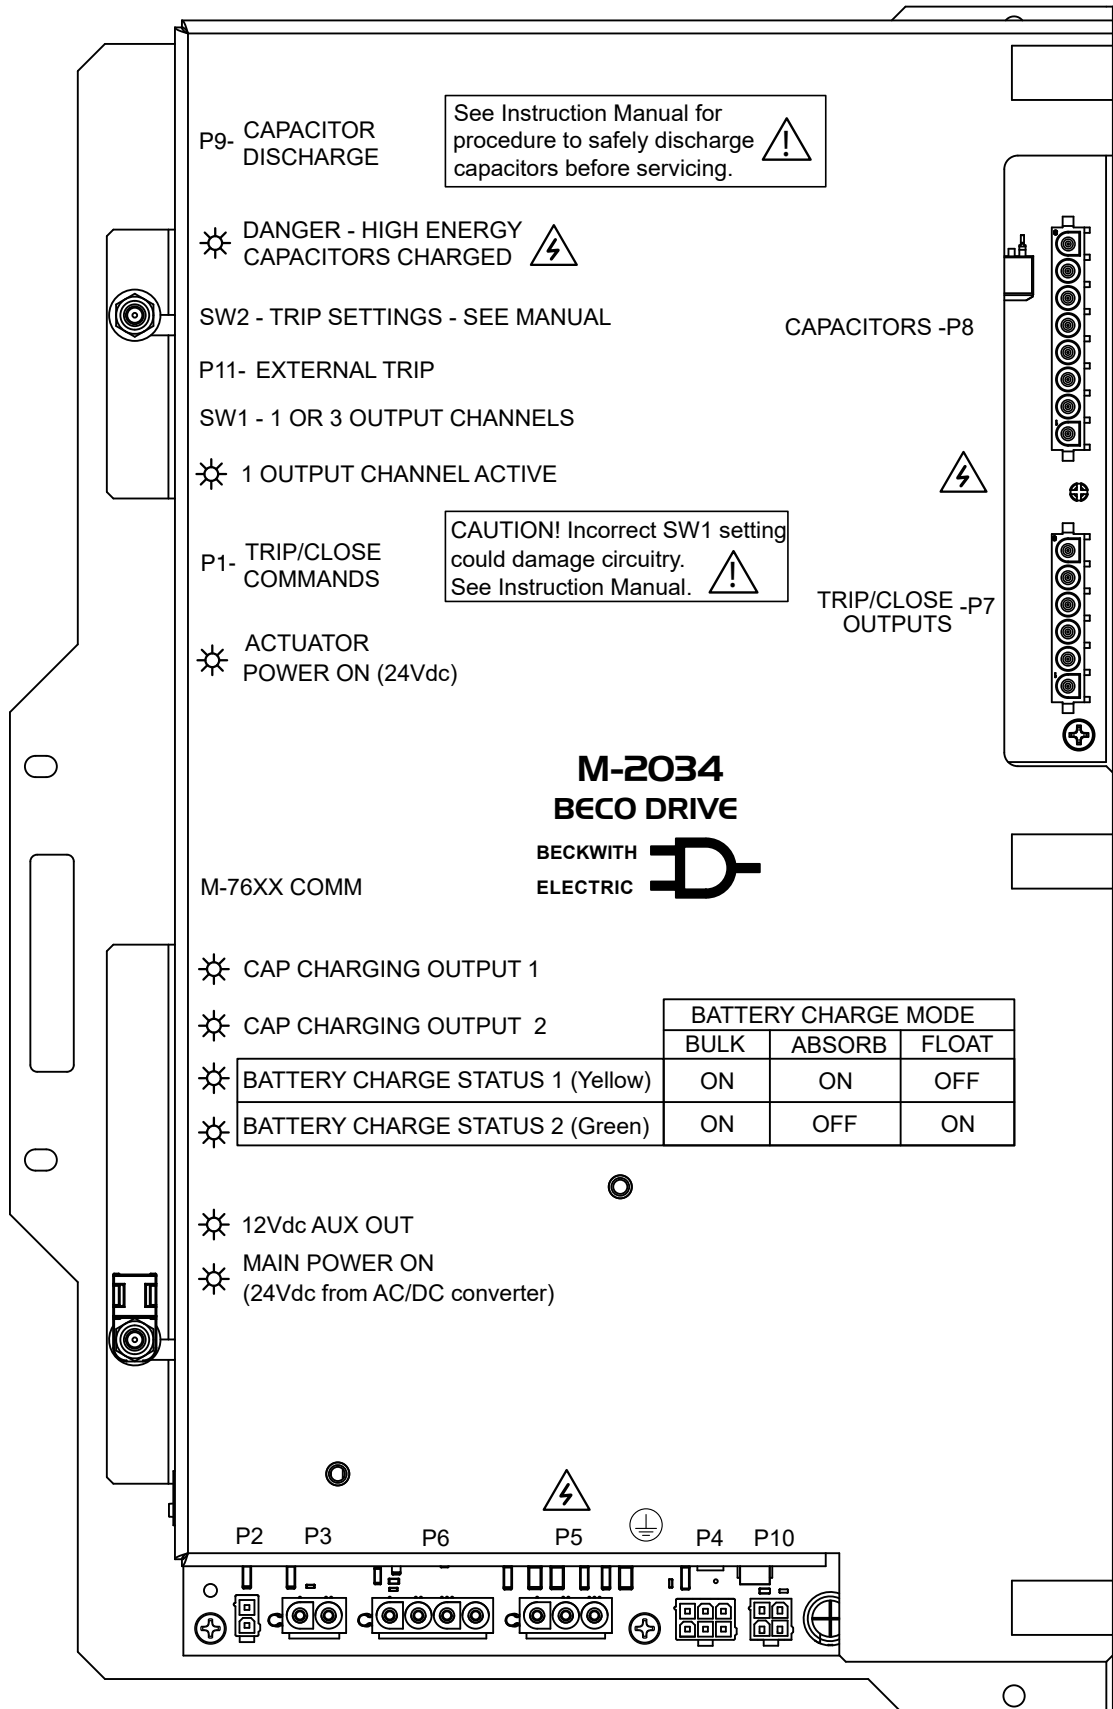 P9- CAPACITOR
DISCHARGE
See Instruction Manual for
procedure to safely discharge
capacitors before servicing.
DANGER - HIGH ENERGY
CAPACITORS CHARGED
SW2 - TRIP SETTINGS - SEE MANUAL
CAPACITORS -P8
P11- EXTERNAL TRIP
SW1 - 1 OR 3 OUTPUT CHANNELS
1 OUTPUT CHANNEL ACTIVE
P1- TRIP/CLOSE
COMMANDS
CAUTION! Incorrect SW1 setting
could damage circuitry.
See Instruction Manual.
TRIP/CLOSE -P7
OUTPUTS
ACTUATOR
POWER ON (24Vdc)
M-2034
BECO DRIVE
BECKWITH
ELECTRIC
M-76XX COMM
CAP CHARGING OUTPUT 1
CAP CHARGING OUTPUT 2
BATTERY CHARGE MODE
BULK ABSORB FLOAT
BATTERY CHARGE STATUS 1 (Yellow) ON ON OFF
BATTERY CHARGE STATUS 2 (Green) ON OFF ON
12Vdc AUX OUT
MAIN POWER ON
(24Vdc from AC/DC converter)
P2 P3 P6 P5 P4 P10